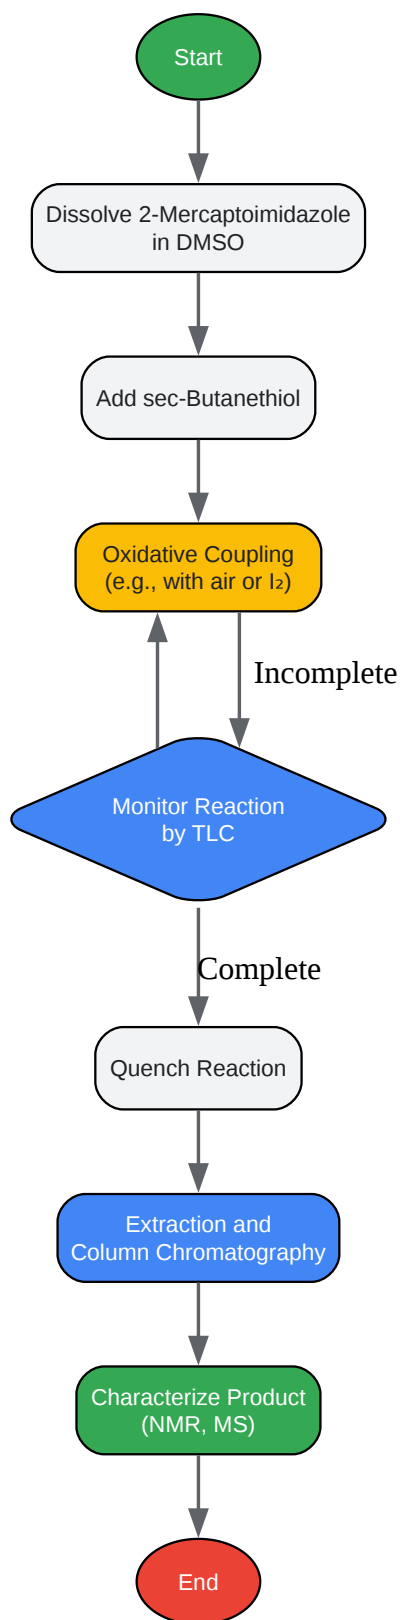 Start
Dissolve 2-Mercaptoimidazole
in DMSO
Add sec-Butanethiol
Oxidative Coupling
(e.g., with air or I₂)
Incomplete
Monitor Reaction
by TLC
Complete
Quench Reaction
Extraction and
Column Chromatography
Characterize Product
(NMR, MS)
End